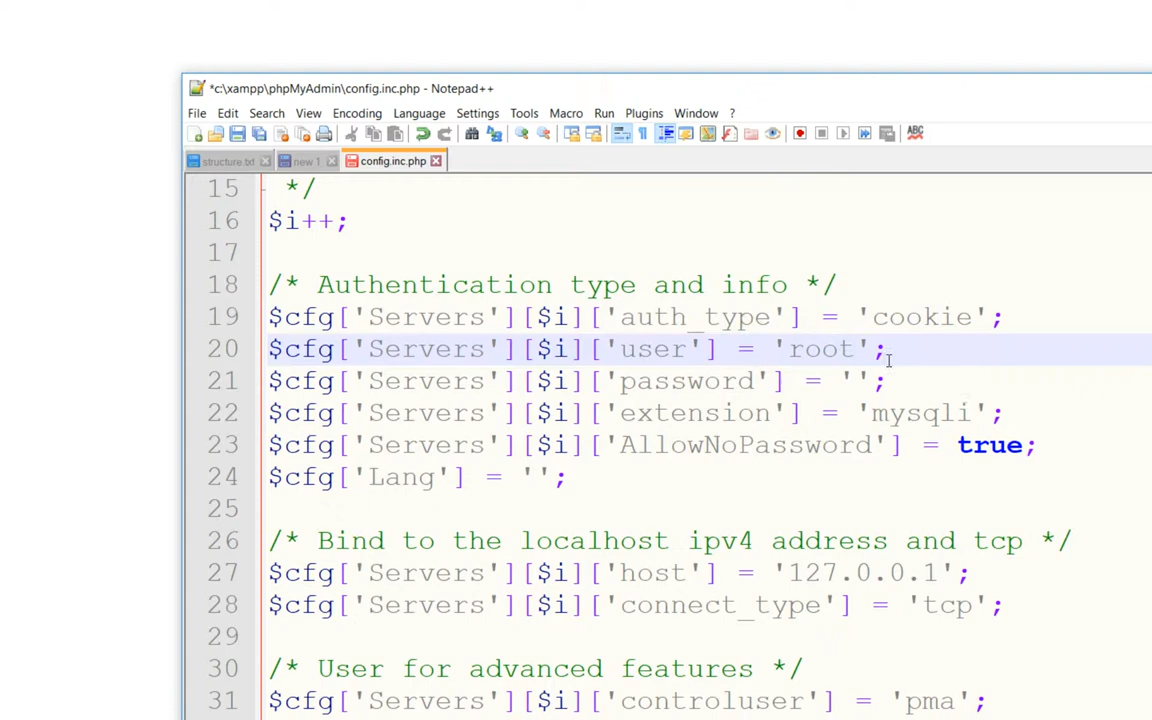 *c:\xampp\phpMyAdmin\config.inc.php - Notepad++
File Edit Search View Encoding Language Settings Tools Macro Run Plugins Window ?
ABC
structure.txt new 1 config.inc.php
15 */
16 $i++;
17
18 /* Authentication type and info */
19 $cfg['Servers'][$i]['auth_type'] = 'cookie';
20 $cfg['Servers'][$i]['user'] = 'root';
21 $cfg['Servers'][$i]['password'] = '';
22 $cfg['Servers'][$i]['extension'] = 'mysqli';
23 $cfg['Servers'][$i]['AllowNoPassword'] = true;
24 $cfg['Lang'] = '';
25
26 /* Bind to the localhost ipv4 address and tcp */
27 $cfg['Servers'][$i]['host'] = '127.0.0.1';
28 $cfg['Servers'][$i]['connect_type'] = 'tcp';
29
30 /* User for advanced features */
31 $cfg['Servers'][$i]['controluser'] = 'pma';